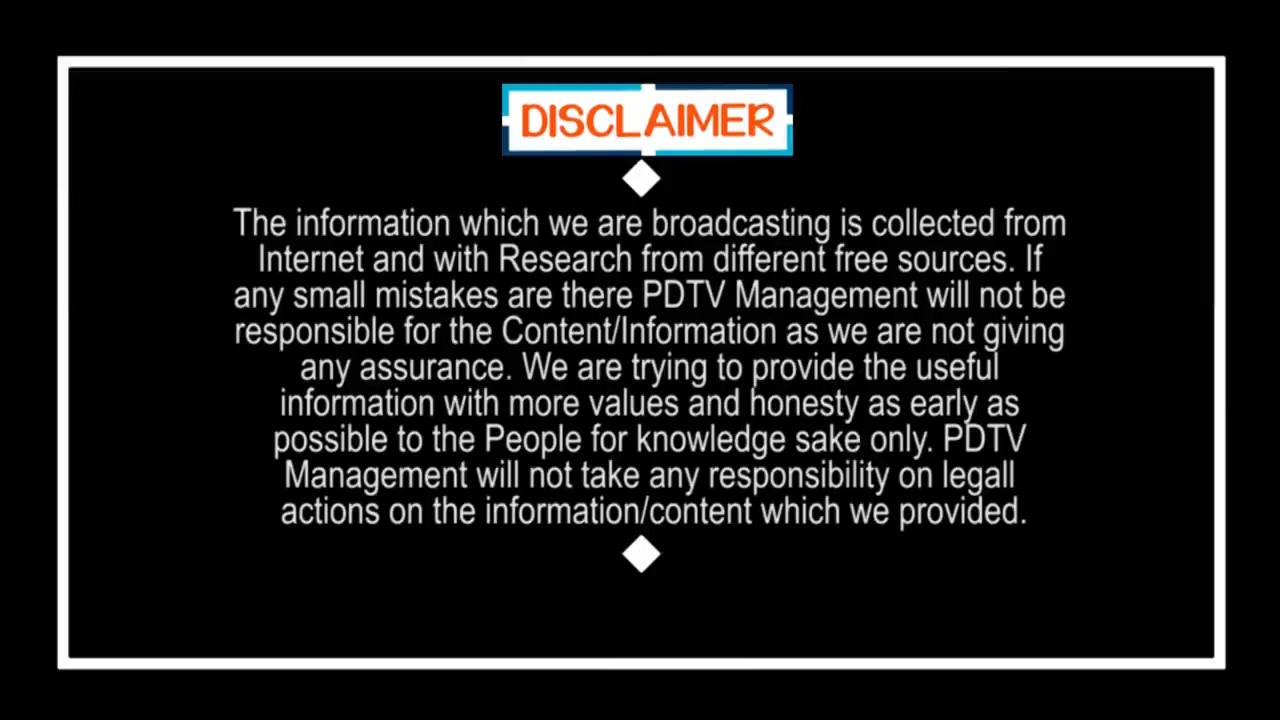 DISCLAIMER
The information which we are broadcasting is collected from
Internet and with Research from different free sources. If
any small mistakes are there PDTV Management will not be
responsible for the Content/Information as we are not giving
any assurance. We are trying to provide the useful
information with more values and honesty as early as
possible to the People for knowledge sake only. PDTV
Management will not take any responsibility on legall
actions on the information/content which we provided.